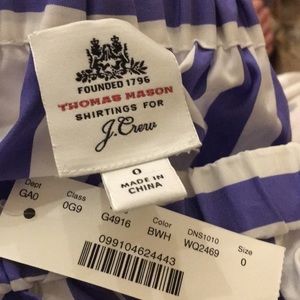 FOUNDED 1796
THOMAS MASON
SHIRTINGS FOR
J.Crew
0
MADE IN
CHINA
Dept Class Color DNS1010 Size
GA0 0G9 G4916 BWH WQ2469 0
099104624443